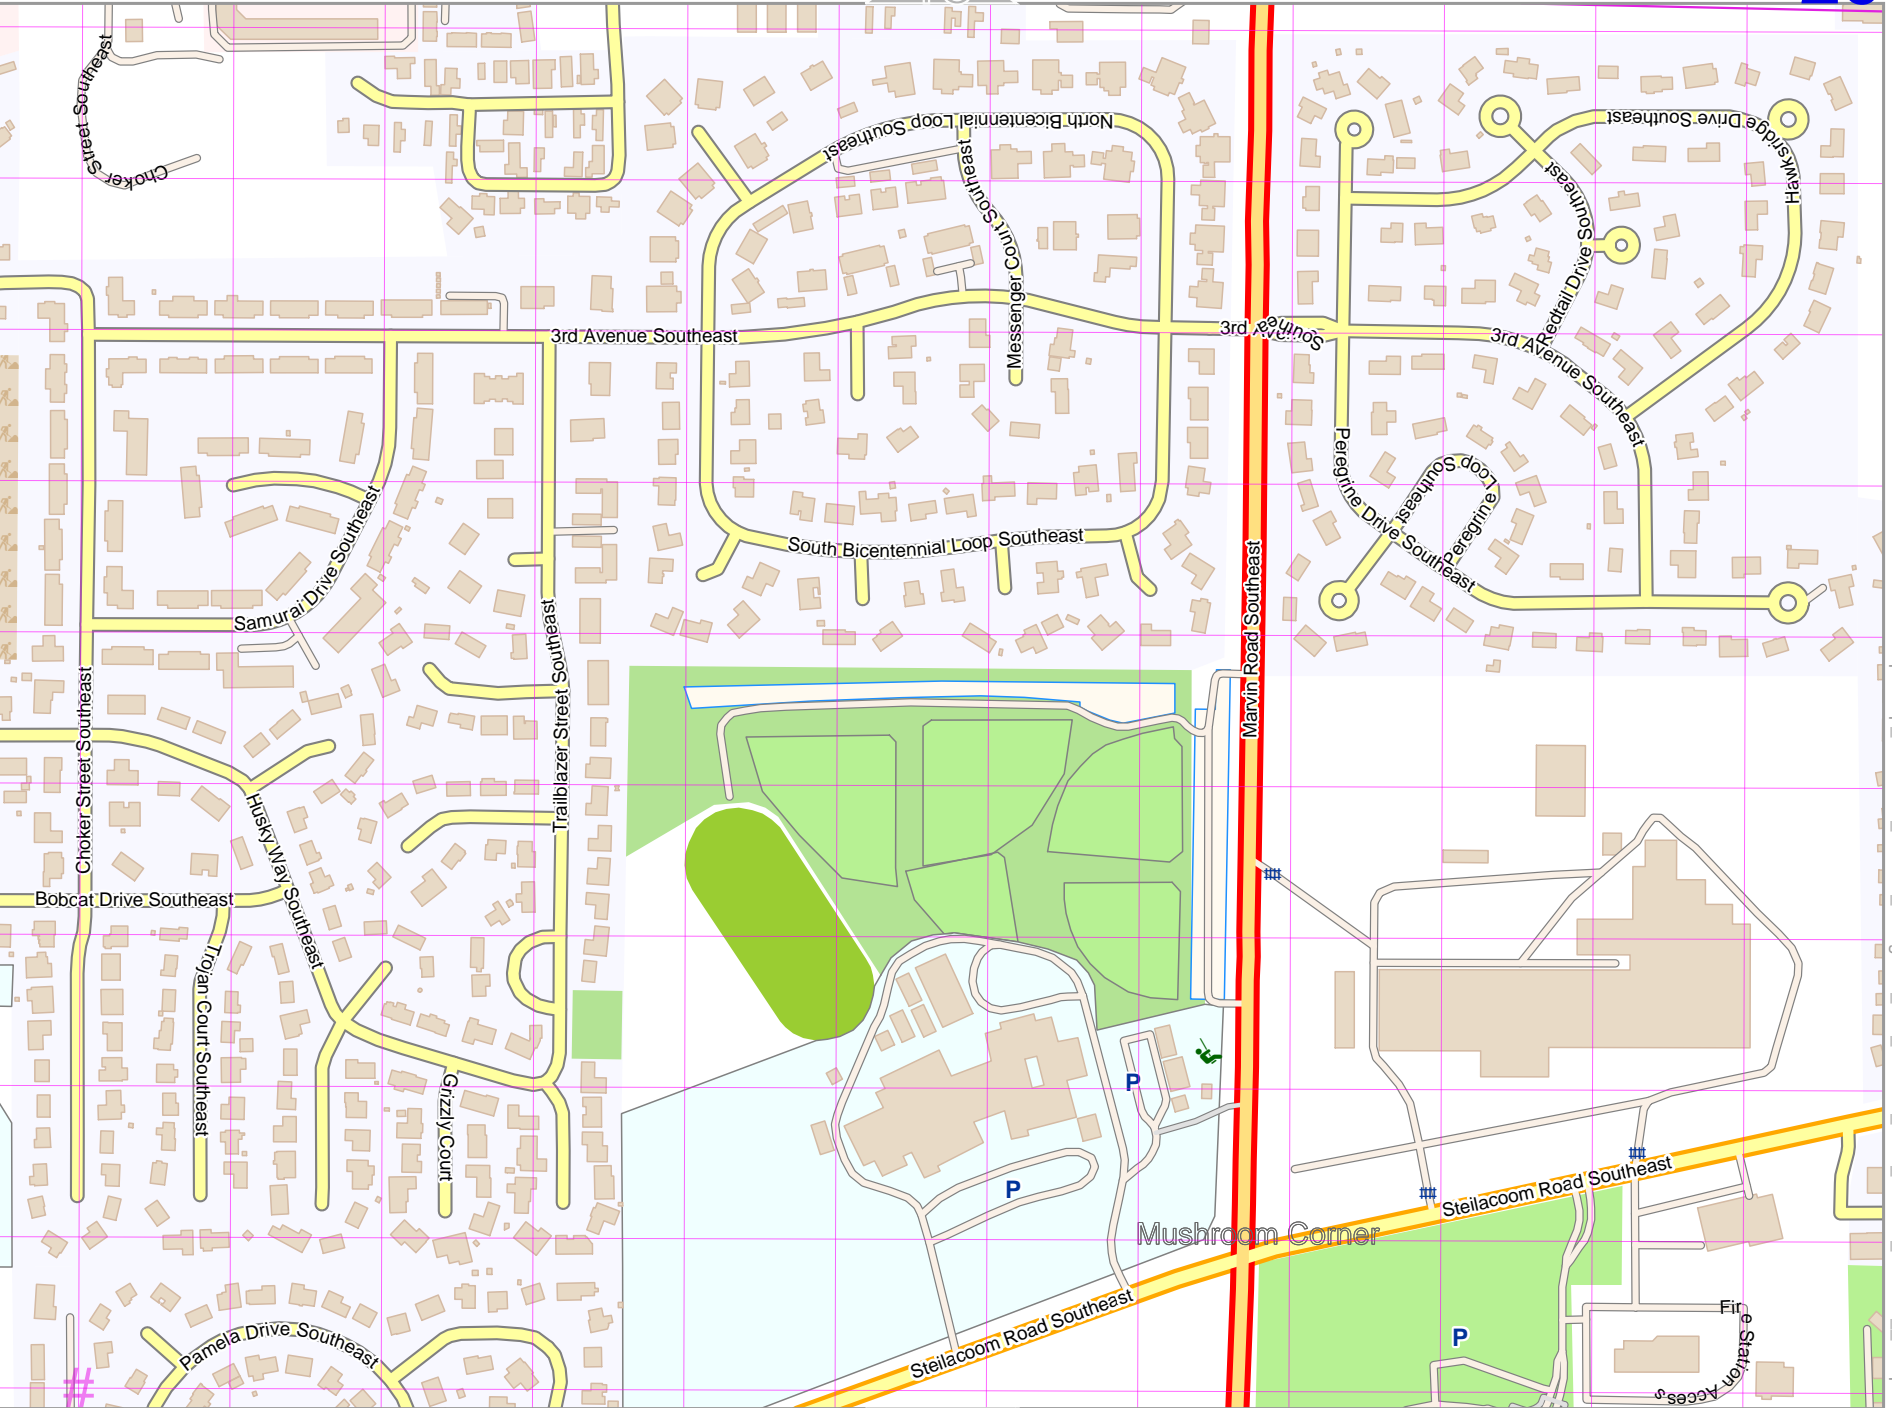 Choker Street Southeast
North Bicentennial Loop Southeast
Messenger Court Southeast
Hawksridge Drive Southeast
Redtail Drive Southeast
3rd Avenue Southeast
3rd Avenue Southeast
3rd Avenue Southeast
Peregrine Drive Southeast
Peregrine Loop Southeast
South Bicentennial Loop Southeast
Samurai Drive Southeast
Trailblazer Street Southeast
Marvin Road Southeast
Choker Street Southeast
Husky Way Southeast
Bobcat Drive Southeast
Trojan Court Southeast
Grizzly Court
P
P
Steilacoom Road Southeast
Mushroom Corner
Steilacoom Road Southeast
Pamela Drive Southeast
P
Fire Station Access
#